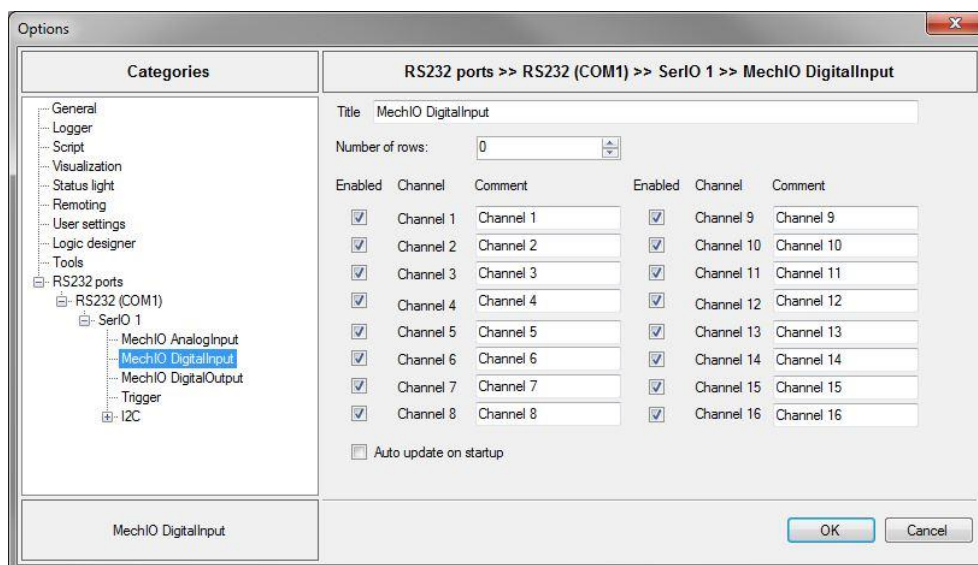 Options
Categories
General
Logger
Script
Visualization
Status light
Remoting
User settings
Logic designer
Tools
RS232 ports
RS232 (COM1)
SerIO 1
MechIO AnalogInput
MechIO DigitalInput
MechIO DigitalOutput
Trigger
I2C
MechIO DigitalInput
RS232 ports >> RS232 (COM1) >> SerIO 1 >> MechIO DigitalInput
Title MechIO DigitalInput
Number of rows: 0
Enabled Channel Comment Enabled Channel Comment
Channel 1 Channel 1 Channel 9 Channel 9
Channel 2 Channel 2 Channel 10 Channel 10
Channel 3 Channel 3 Channel 11 Channel 11
Channel 4 Channel 4 Channel 12 Channel 12
Channel 5 Channel 5 Channel 13 Channel 13
Channel 6 Channel 6 Channel 14 Channel 14
Channel 7 Channel 7 Channel 15 Channel 15
Channel 8 Channel 8 Channel 16 Channel 16
Auto update on startup
OK Cancel